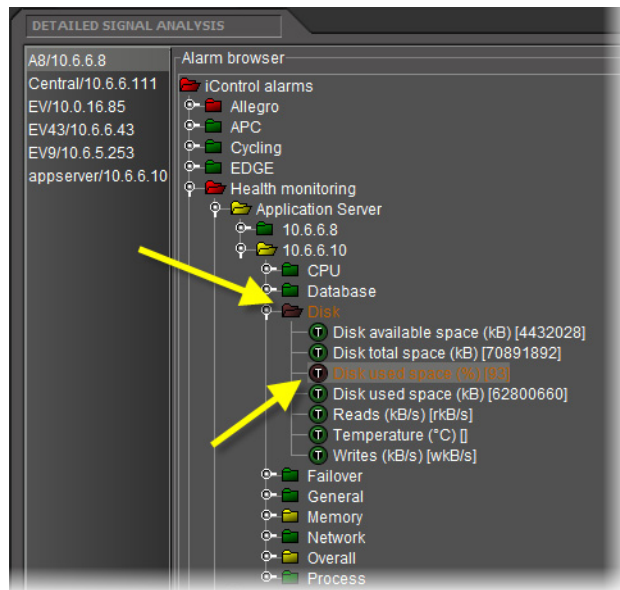 DETAILED SIGNAL ANALYSIS
A8/10.6.6.8
Central/10.6.6.111
EV/10.0.16.85
EV43/10.6.6.43
EV9/10.6.5.253
appserver/10.6.6.10
Alarm browser
iControl alarms
Allegro
APC
Cycling
EDGE
Health monitoring
Application Server
10.6.6.8
10.6.6.10
CPU
Database
Disk
T Disk available space (kB) [4432028]
T Disk total space (kB) [70891892]
T Disk used space (%) [93]
T Disk used space (kB) [62800660]
T Reads (kB/s) [rkB/s]
T Temperature (°C) []
T Writes (kB/s) [wkB/s]
Failover
General
Memory
Network
Overall
Process